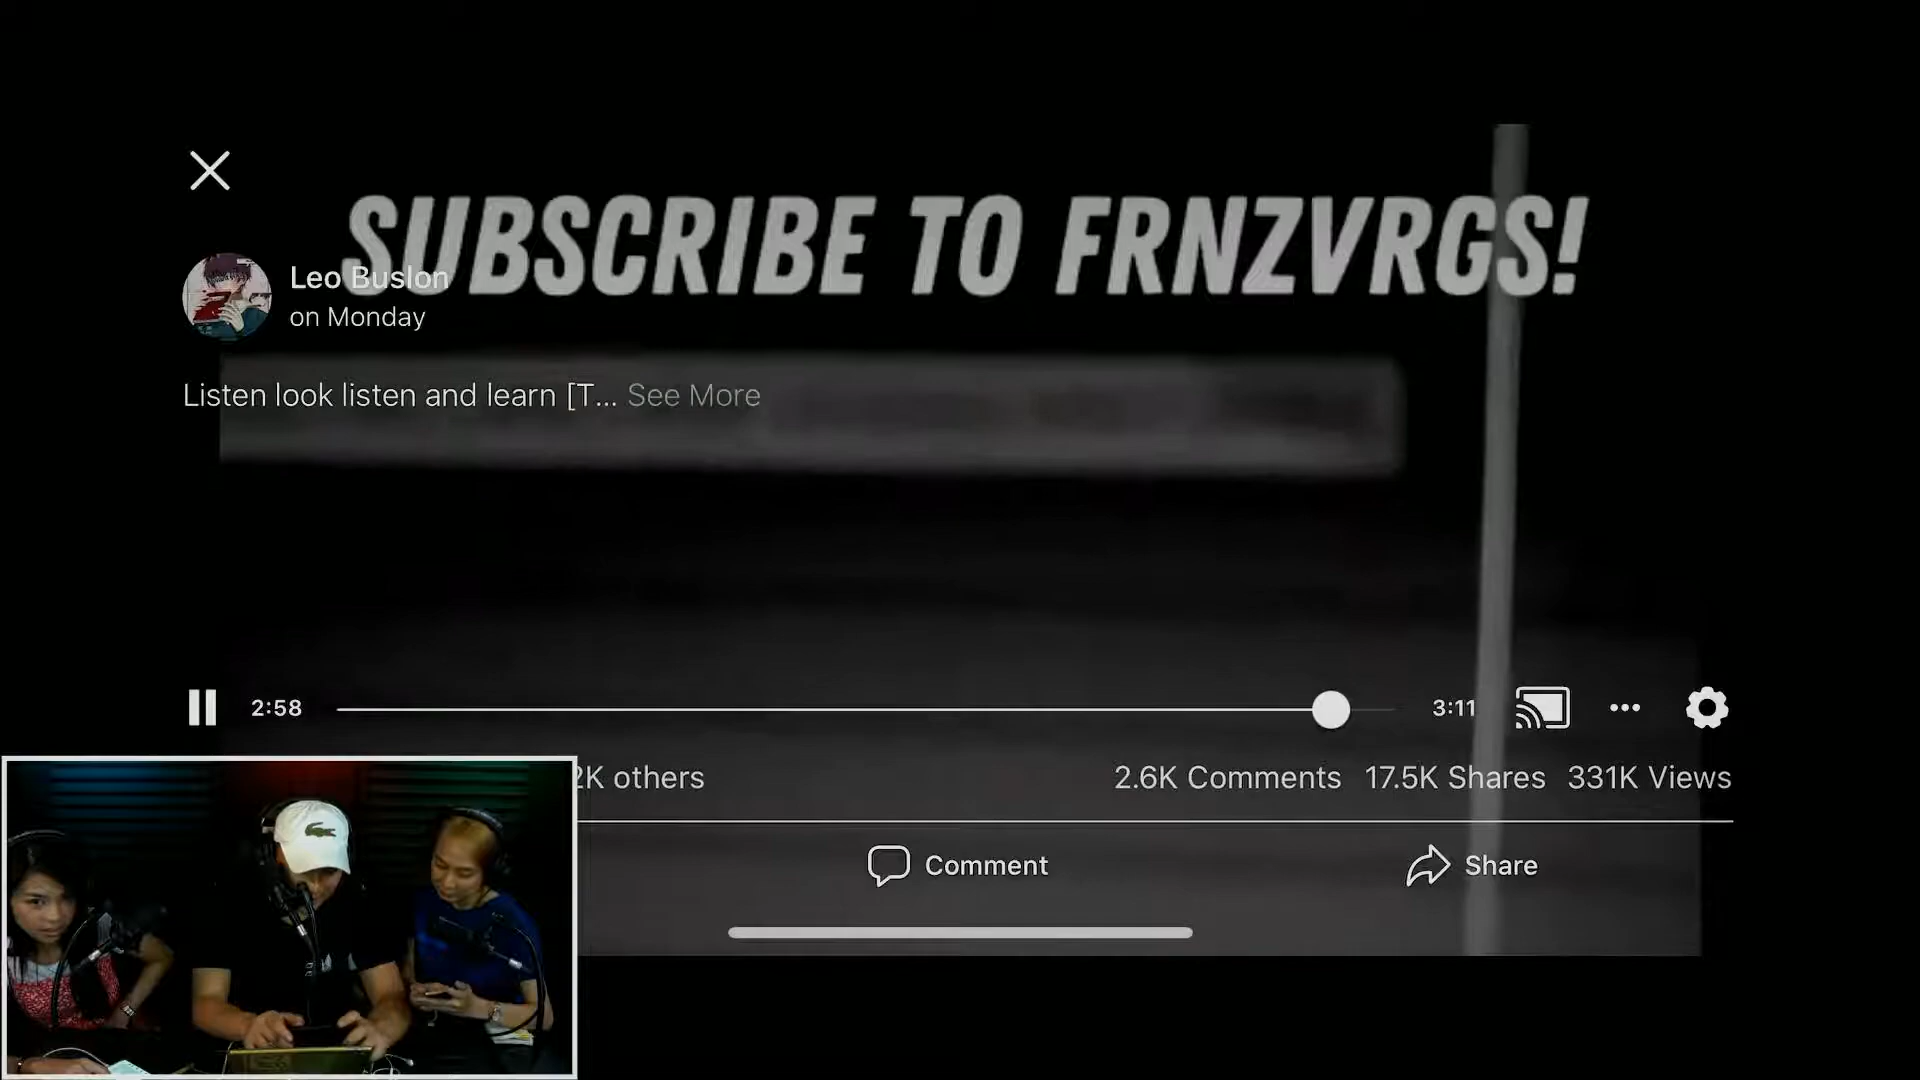 SUBSCRIBE TO FRNZVRGS!
Leo Buslon
on Monday
Listen look listen and learn [T... See More
2:58
3:11
2K others
2.6K Comments 17.5K Shares 331K Views
Comment
Share